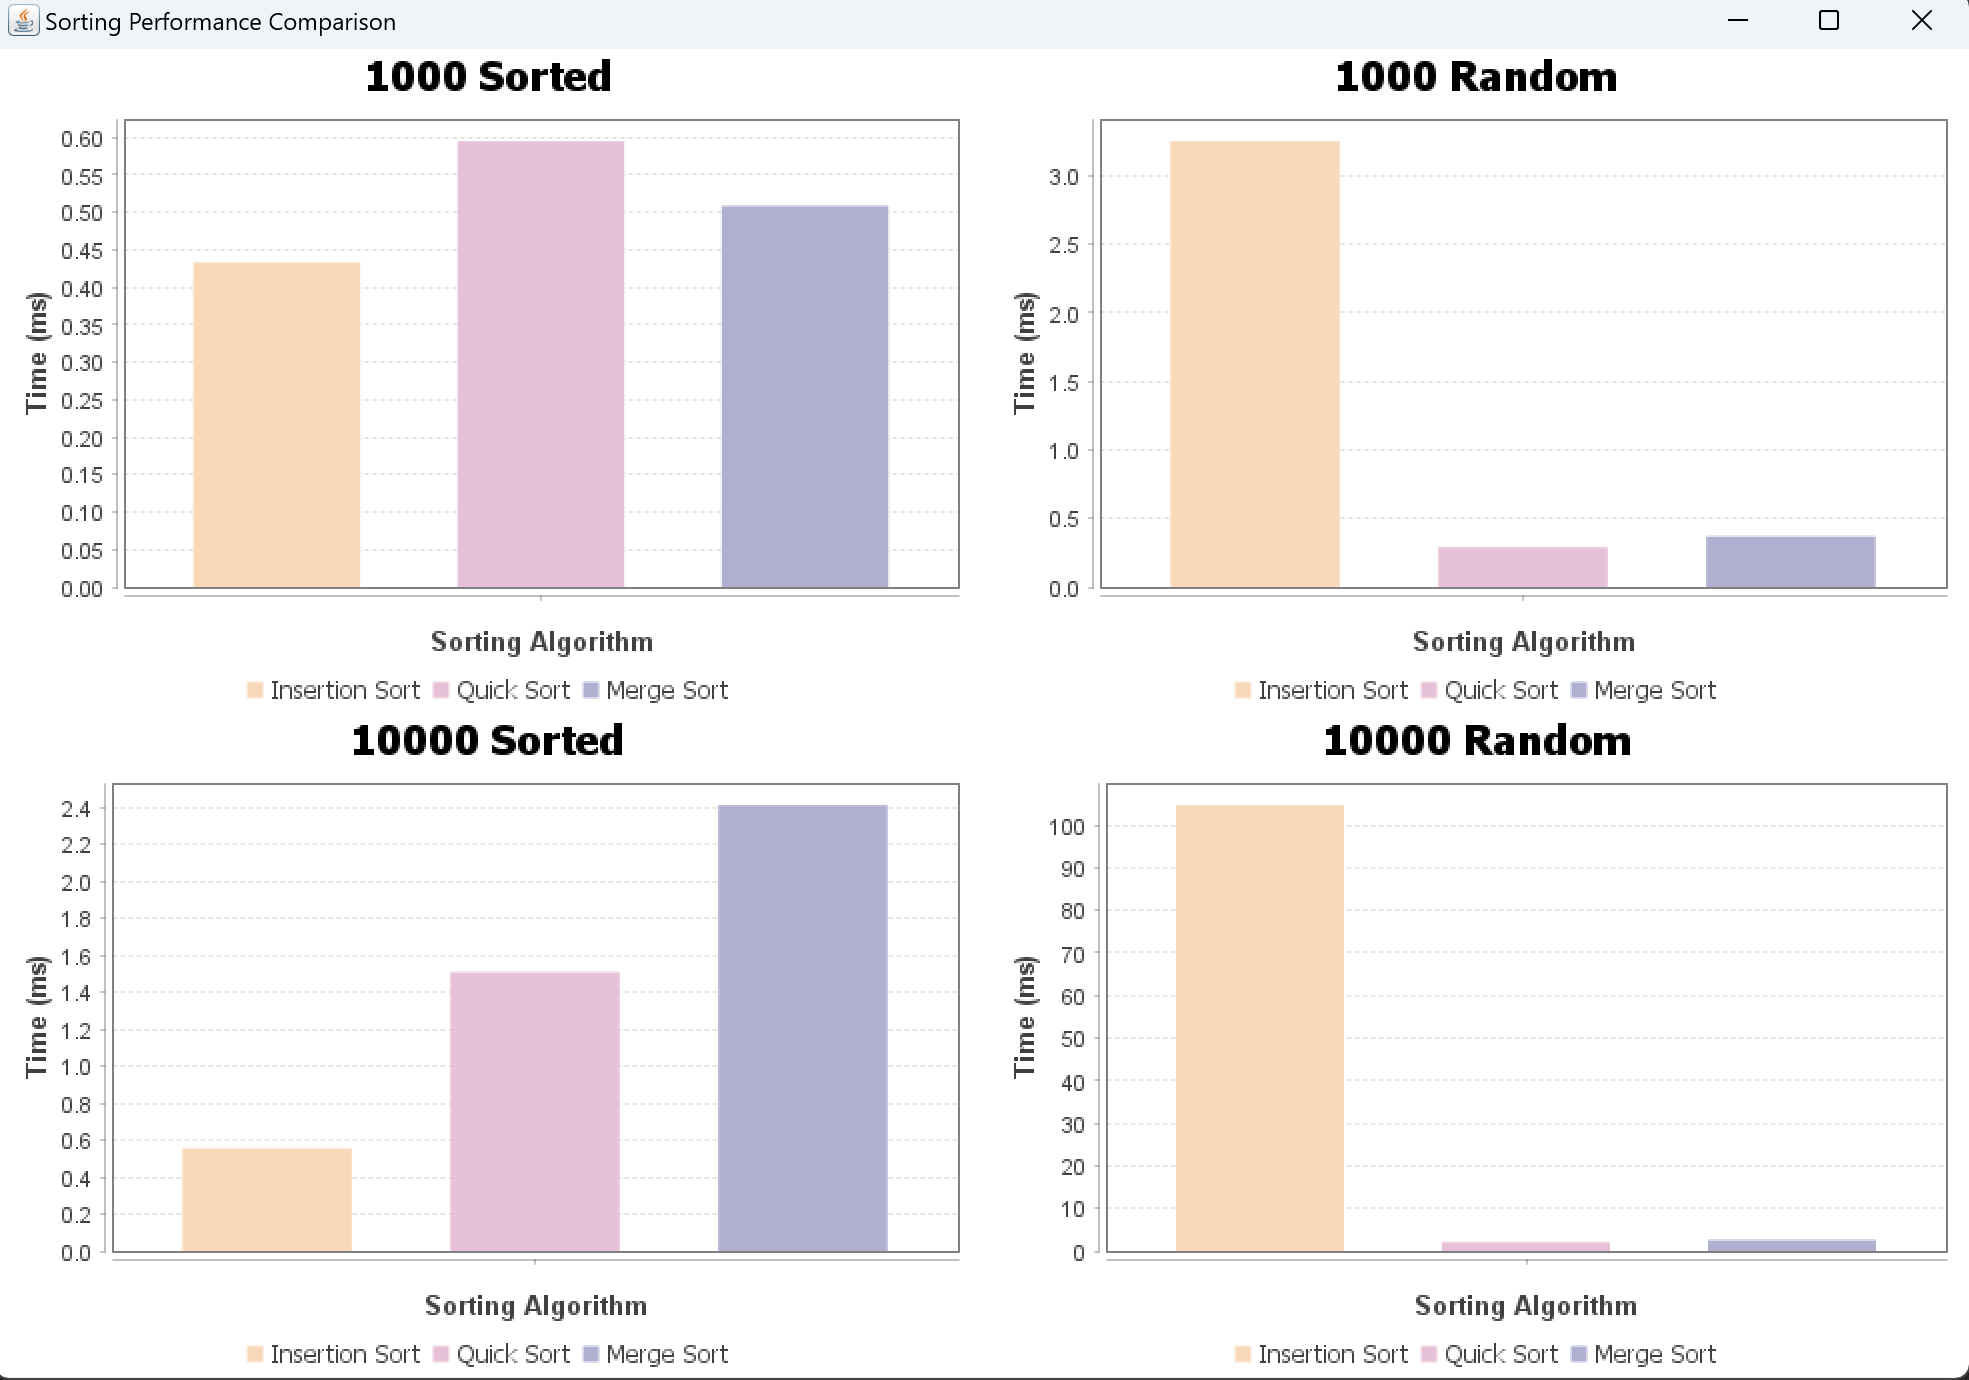 Sorting Performance Comparison
1000 Sorted
0.60
0.55
0.50
0.45
0.40
0.35
0.30
0.25
0.20
0.15
0.10
0.05
0.00
Time (ms)
Sorting Algorithm
Insertion Sort Quick Sort Merge Sort
1000 Random
3.0
2.5
2.0
1.5
1.0
0.5
0.0
Time (ms)
Sorting Algorithm
Insertion Sort Quick Sort Merge Sort
10000 Sorted
2.4
2.2
2.0
1.8
1.6
1.4
1.2
1.0
0.8
0.6
0.4
0.2
0.0
Time (ms)
Sorting Algorithm
Insertion Sort Quick Sort Merge Sort
10000 Random
100
90
80
70
60
50
40
30
20
10
0
Time (ms)
Sorting Algorithm
Insertion Sort Quick Sort Merge Sort